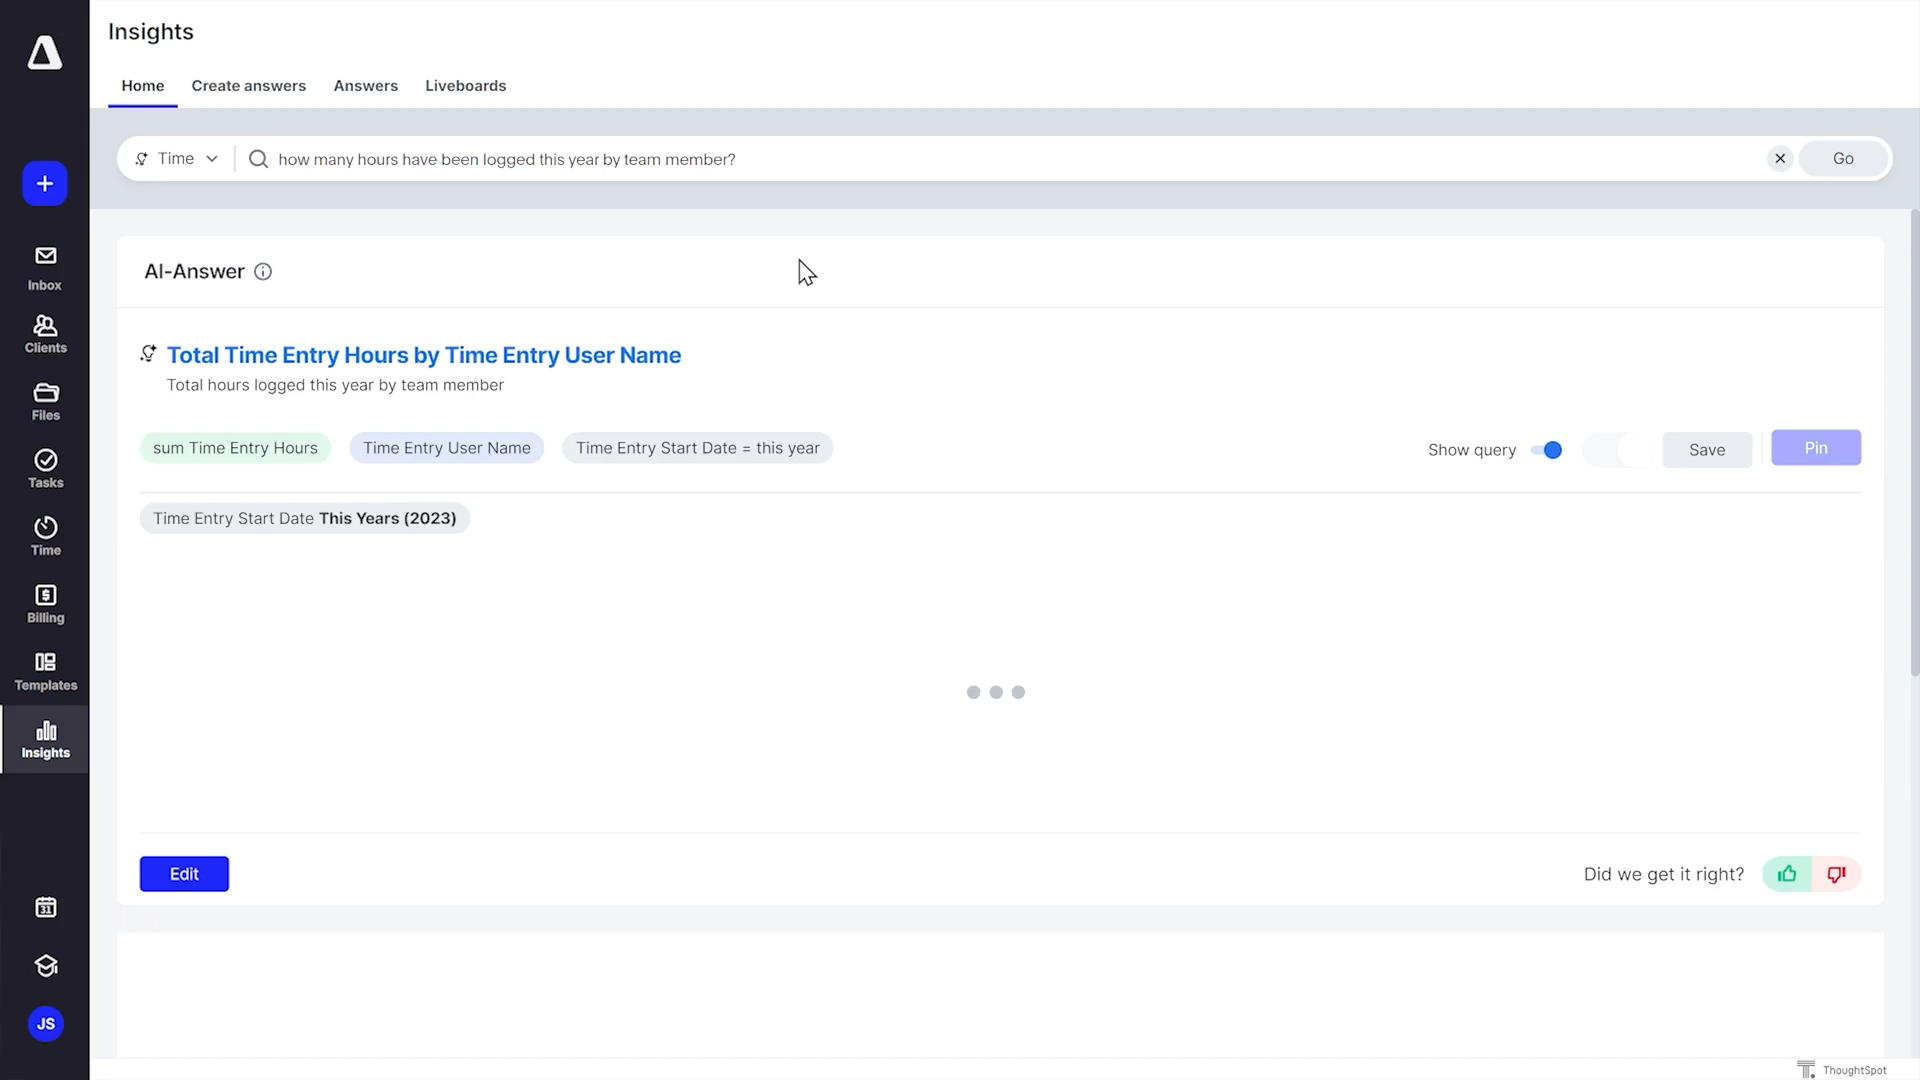 Insights
Home Create answers Answers Liveboards
Time how many hours have been logged this year by team member? Go
AI-Answer
Total Time Entry Hours by Time Entry User Name
Total hours logged this year by team member
sum Time Entry Hours Time Entry User Name Time Entry Start Date = this year Show query Save Pin
Time Entry Start Date This Years (2023)
Edit Did we get it right?
Inbox
Clients
Files
Tasks
Time
Billing
Templates
Insights
31
JS
ThoughtSpot